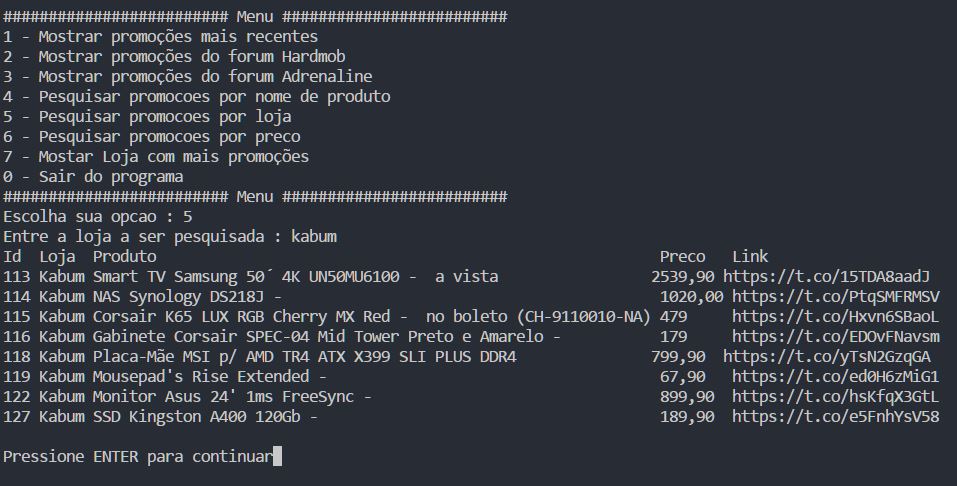 ######################### Menu #########################
1 - Mostrar promoções mais recentes
2 - Mostrar promoções do forum Hardmob
3 - Mostrar promoções do forum Adrenaline
4 - Pesquisar promocoes por nome de produto
5 - Pesquisar promocoes por loja
6 - Pesquisar promocoes por preco
7 - Mostar Loja com mais promoções
0 - Sair do programa
######################### Menu #########################
Escolha sua opcao : 5
Entre a loja a ser pesquisada : kabum
Id  Loja  Produto                                                              Preco   Link
113 Kabum Smart TV Samsung 50´ 4K UN50MU6100 -  a vista                 2539,90 https://t.co/15TDA8aadJ
114 Kabum NAS Synology DS218J -                                          1020,00 https://t.co/PtqSMFRMSV
115 Kabum Corsair K65 LUX RGB Cherry MX Red -  no boleto (CH-9110010-NA) 479     https://t.co/Hxvn6SBaoL
116 Kabum Gabinete Corsair SPEC-04 Mid Tower Preto e Amarelo -           179     https://t.co/EDOvFNavsm
118 Kabum Placa-Mãe MSI p/ AMD TR4 ATX X399 SLI PLUS DDR4               799,90  https://t.co/yTsN2GzqGA
119 Kabum Mousepad's Rise Extended -                                     67,90   https://t.co/ed0H6zMiG1
122 Kabum Monitor Asus 24' 1ms FreeSync -                                899,90  https://t.co/hsKfqX3GtL
127 Kabum SSD Kingston A400 120Gb -                                      189,90  https://t.co/e5FnhYsV58
Pressione ENTER para continuar